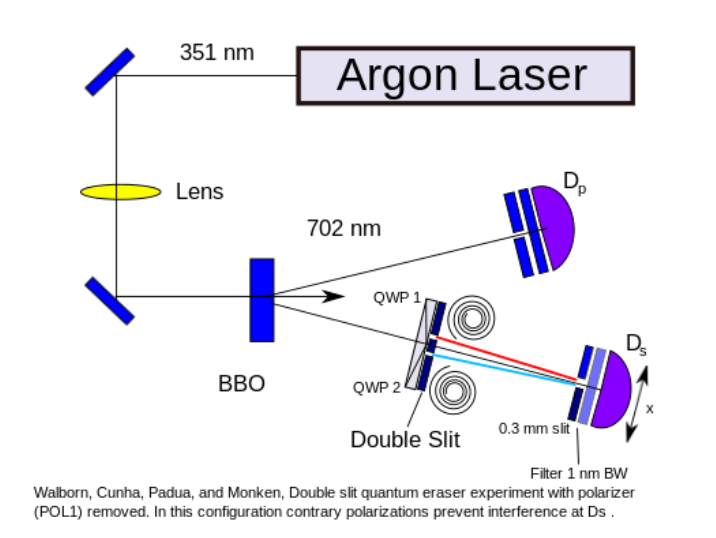 351 nm
Argon Laser
Lens
Dp
702 nm
QWP 1
Ds
BBO
QWP 2
x
0.3 mm slit
Double Slit
Filter 1 nm BW
Walborn, Cunha, Padua, and Monken, Double slit quantum eraser experiment with polarizer
(POL1) removed. In this configuration contrary polarizations prevent interference at Ds .